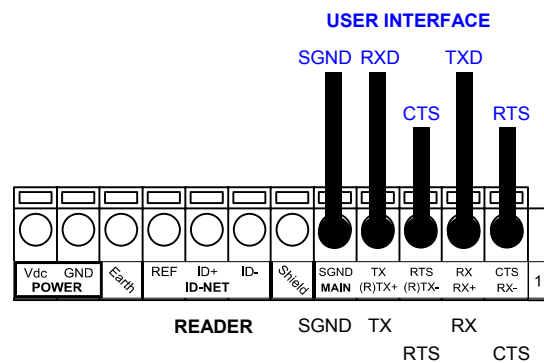 USER INTERFACE
SGND RXD TXD
CTS RTS
Vdc GND Earth REF ID+ ID- Shield SGND TX RTS RX CTS 1
POWER ID-NET MAIN (R)TX+ (R)TX- RX+ RX-
READER SGND TX RX
RTS CTS